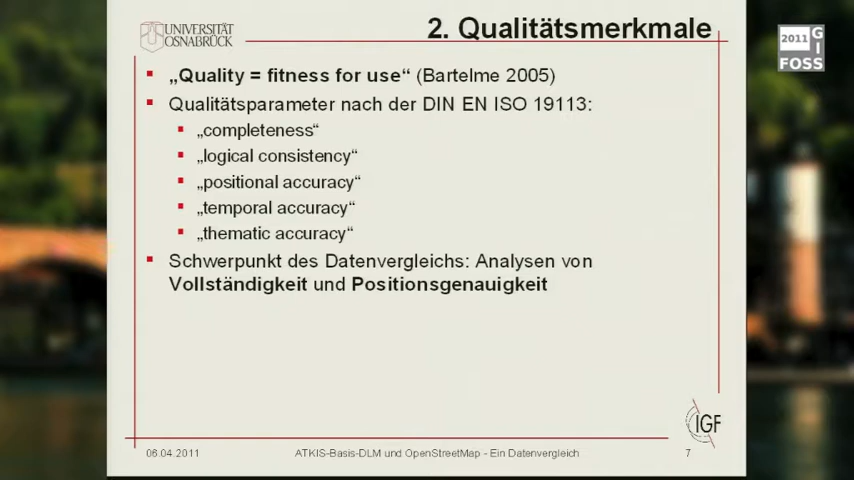 UNIVERSITÄT
OSNABRÜCK
2. Qualitätsmerkmale
2011 GIFOSS
„Quality = fitness for use“ (Bartelme 2005)
Qualitätsparameter nach der DIN EN ISO 19113:
„completeness“
„logical consistency“
„positional accuracy“
„temporal accuracy“
„thematic accuracy“
Schwerpunkt des Datenvergleichs: Analysen von
Vollständigkeit und Positionsgenauigkeit
IGF
06.04.2011 ATKIS-Basis-DLM und OpenStreetMap - Ein Datenvergleich 7